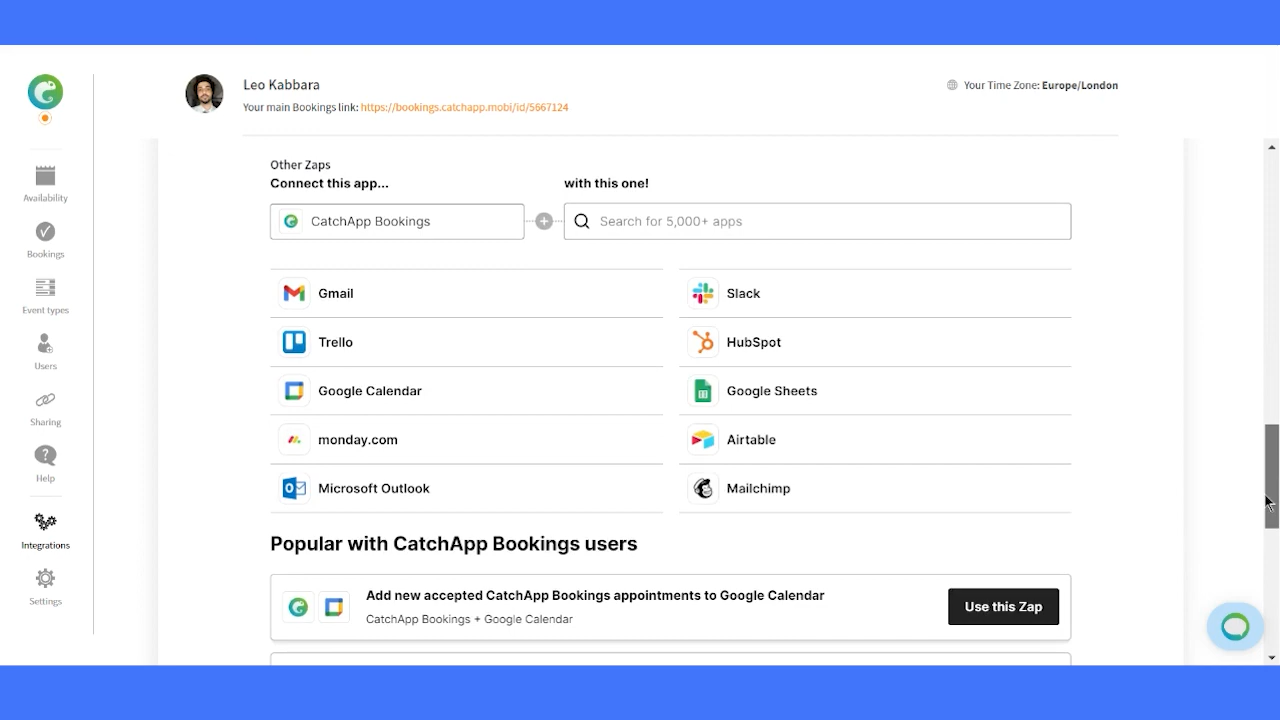 Leo Kabbara
Your main Bookings link: https://bookings.catchapp.mobi/id/5667124
Your Time Zone: Europe/London
Availability
Bookings
Event types
Users
Sharing
Help
Integrations
Settings
Other Zaps
Connect this app...
with this one!
CatchApp Bookings
Search for 5,000+ apps
Gmail
Slack
Trello
HubSpot
Google Calendar
Google Sheets
monday.com
Airtable
Microsoft Outlook
Mailchimp
Popular with CatchApp Bookings users
Add new accepted CatchApp Bookings appointments to Google Calendar
CatchApp Bookings + Google Calendar
Use this Zap